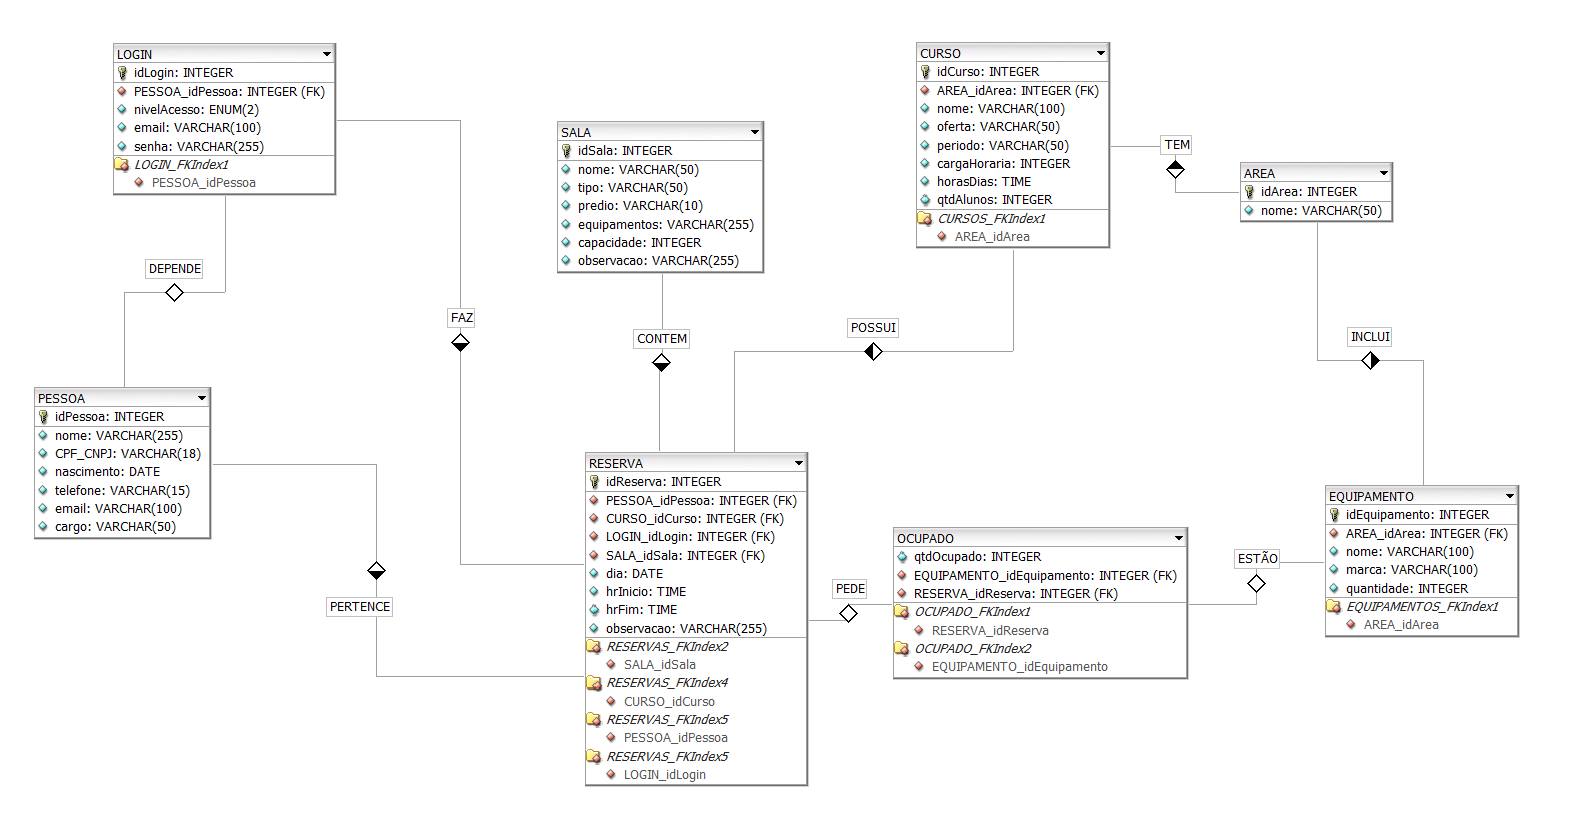 LOGIN
idLogin: INTEGER
PESSOA_idPessoa: INTEGER (FK)
nivelAcesso: ENUM(2)
email: VARCHAR(100)
senha: VARCHAR(255)
LOGIN_FKIndex1
PESSOA_idPessoa
SALA
idSala: INTEGER
nome: VARCHAR(50)
tipo: VARCHAR(50)
predio: VARCHAR(10)
equipamentos: VARCHAR(255)
capacidade: INTEGER
observacao: VARCHAR(255)
CURSO
idCurso: INTEGER
AREA_idArea: INTEGER (FK)
nome: VARCHAR(100)
oferta: VARCHAR(50)
periodo: VARCHAR(50)
cargaHoraria: INTEGER
horasDias: TIME
qtdAlunos: INTEGER
CURSOS_FKIndex1
AREA_idArea
TEM
AREA
idArea: INTEGER
nome: VARCHAR(50)
DEPENDE
FAZ
CONTEM
POSSUI
INCLUI
PESSOA
idPessoa: INTEGER
nome: VARCHAR(255)
CPF_CNPJ: VARCHAR(18)
nascimento: DATE
telefone: VARCHAR(15)
email: VARCHAR(100)
cargo: VARCHAR(50)
PERTENCE
RESERVA
idReserva: INTEGER
PESSOA_idPessoa: INTEGER (FK)
CURSO_idCurso: INTEGER (FK)
LOGIN_idLogin: INTEGER (FK)
SALA_idSala: INTEGER (FK)
dia: DATE
hrInicio: TIME
hrFim: TIME
observacao: VARCHAR(255)
RESERVAS_FKIndex2
SALA_idSala
RESERVAS_FKIndex4
CURSO_idCurso
RESERVAS_FKIndex5
PESSOA_idPessoa
RESERVAS_FKIndex5
LOGIN_idLogin
PEDE
OCUPADO
qtdOcupado: INTEGER
EQUIPAMENTO_idEquipamento: INTEGER (FK)
RESERVA_idReserva: INTEGER (FK)
OCUPADO_FKIndex1
RESERVA_idReserva
OCUPADO_FKIndex2
EQUIPAMENTO_idEquipamento
ESTÃO
EQUIPAMENTO
idEquipamento: INTEGER
AREA_idArea: INTEGER (FK)
nome: VARCHAR(100)
marca: VARCHAR(100)
quantidade: INTEGER
EQUIPAMENTOS_FKIndex1
AREA_idArea